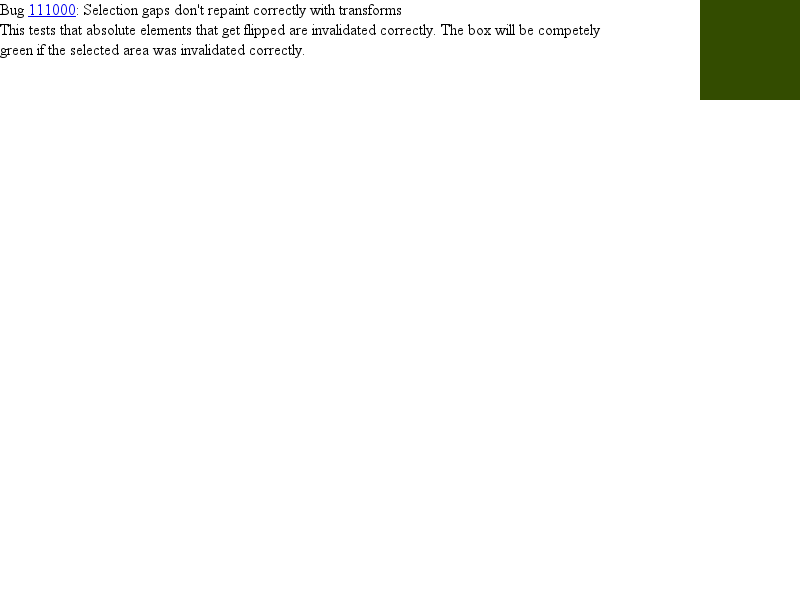 Bug 111000: Selection gaps don't repaint correctly with transforms
This tests that absolute elements that get flipped are invalidated correctly. The box will be competely
green if the selected area was invalidated correctly.